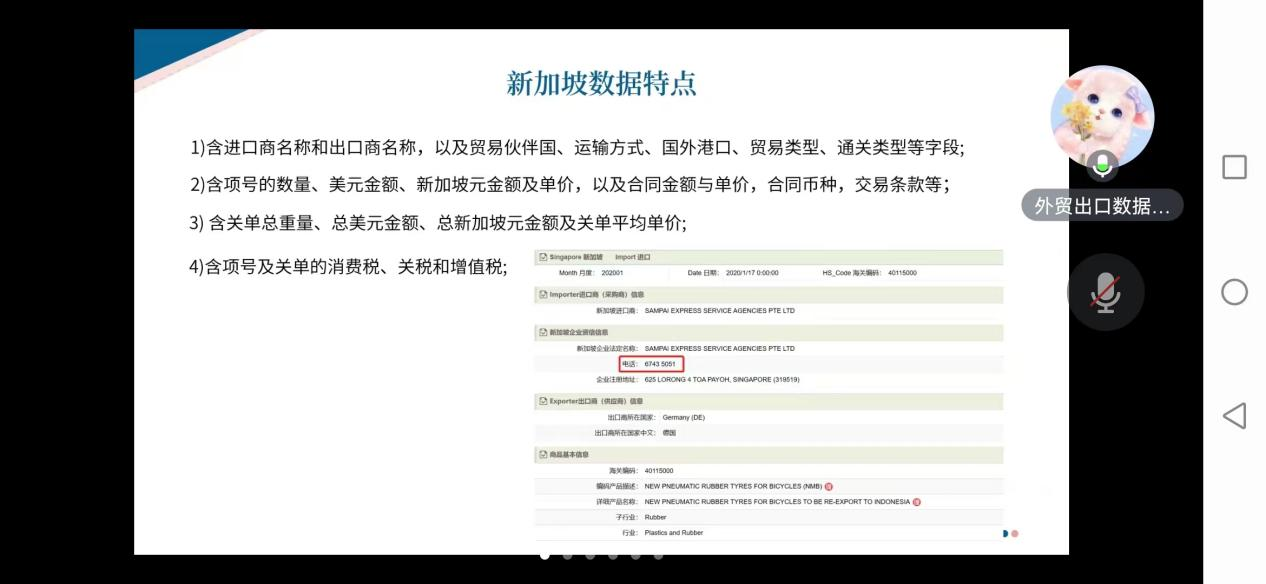 新加坡数据特点
1)含进口商名称和出口商名称，以及贸易伙伴国、运输方式、国外港口、贸易类型、通关类型等字段;
2)含项号的数量、美元金额、新加坡元金额及单价，以及合同金额与单价，合同币种，交易条款等；
3) 含关单总重量、总美元金额、总新加坡元金额及关单平均单价;
4)含项号及关单的消费税、关税和增值税;
外贸出口数据...
Singapore 新加坡 Import 进口
Month 月度： 202001 Date 日期： 2020/1/17 0:00:00 HS_Code 海关编码： 40115000
Importer进口商（采购商）信息
新加坡进口商： SAMPAI EXPRESS SERVICE AGENCIES PTE LTD
新加坡企业资信信息
新加坡企业法定名称： SAMPAI EXPRESS SERVICE AGENCIES PTE LTD
电话： 6743 5051
企业注册地址： 625 LORONG 4 TOA PAYOH, SINGAPORE (319519)
Exporter出口商（供应商）信息
出口商所在国家： Germany (DE)
出口商所在国家中文： 德国
商品基本信息
海关编码： 40115000
编码产品描述： NEW PNEUMATIC RUBBER TYRES FOR BICYCLES (NMB)
详细产品名称： NEW PNEUMATIC RUBBER TYRES FOR BICYCLES TO BE RE-EXPORT TO INDONESIA
子行业： Rubber
行业： Plastics and Rubber